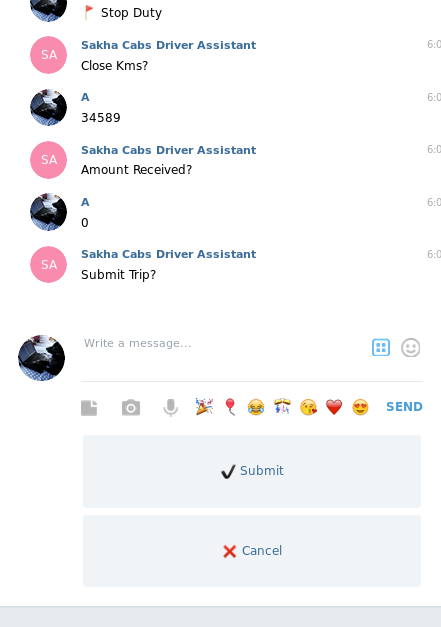 🚩 Stop Duty
Sakha Cabs Driver Assistant 6:0
SA
Close Kms?
A 6:0
34589
Sakha Cabs Driver Assistant 6:0
SA
Amount Received?
A 6:0
0
Sakha Cabs Driver Assistant 6:0
SA
Submit Trip?
Write a message...
SEND
✔ Submit
❌ Cancel